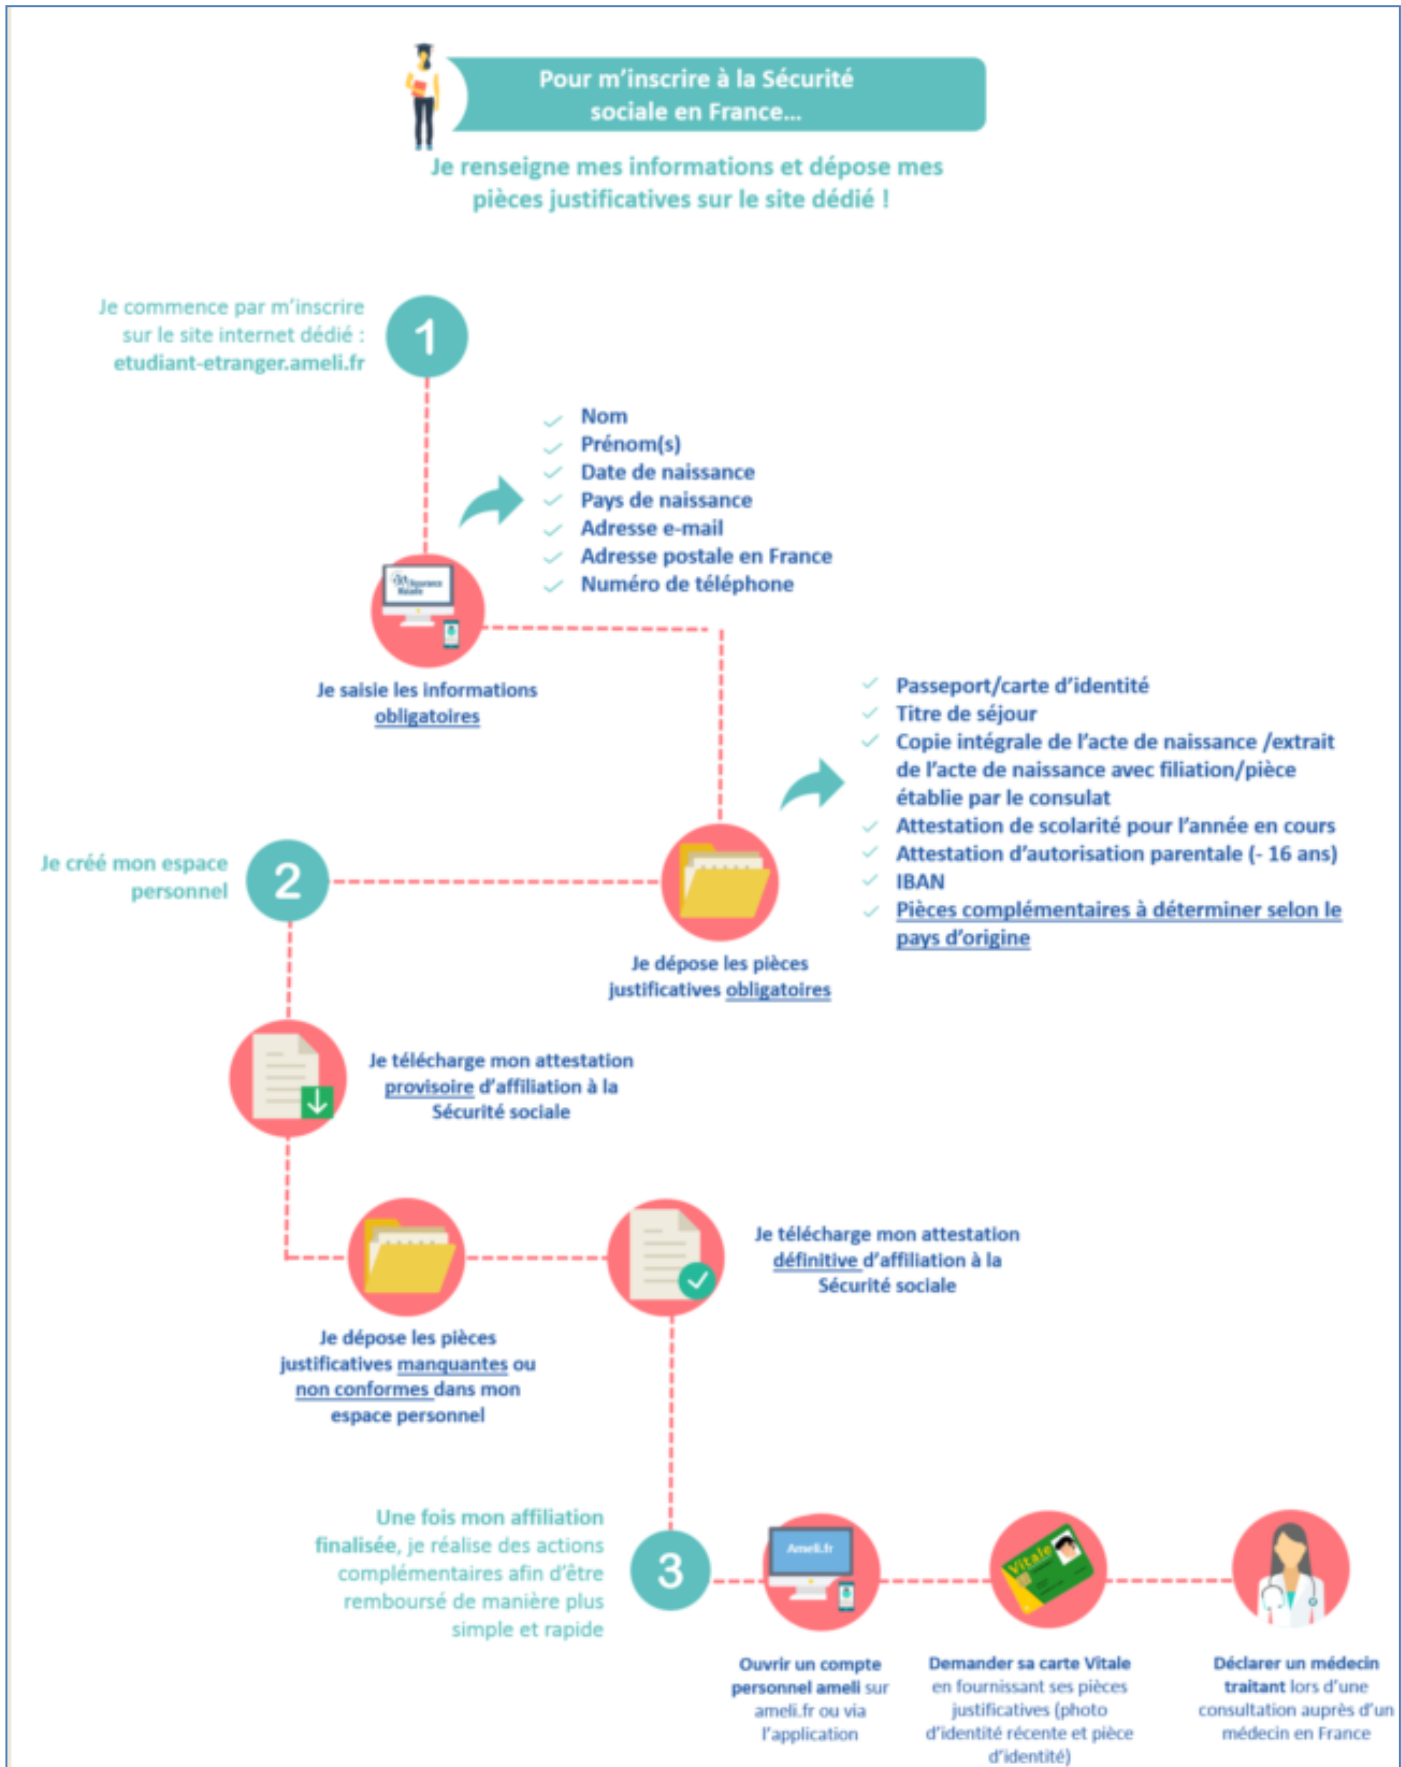 Pour m'inscrire à la Sécurité
sociale en France...
Je renseigne mes informations et dépose mes
pièces justificatives sur le site dédié !
Je commence par m'inscrire
sur le site internet dédié :
etudiant-etranger.ameli.fr
1
Nom
Prénom(s)
Date de naissance
Pays de naissance
Adresse e-mail
Adresse postale en France
Numéro de téléphone
l'Assurance
Maladie
Je saisie les informations
obligatoires
Passeport/carte d'identité
Titre de séjour
Copie intégrale de l'acte de naissance /extrait
de l'acte de naissance avec filiation/pièce
établie par le consulat
Attestation de scolarité pour l'année en cours
Attestation d'autorisation parentale (- 16 ans)
IBAN
Pièces complémentaires à déterminer selon le
pays d'origine
Je créé mon espace
personnel
2
Je dépose les pièces
justificatives obligatoires
Je télécharge mon attestation
provisoire d'affiliation à la
Sécurité sociale
Je télécharge mon attestation
définitive d'affiliation à la
Sécurité sociale
Je dépose les pièces
justificatives manquantes ou
non conformes dans mon
espace personnel
Une fois mon affiliation
finalisée, je réalise des actions
complémentaires afin d'être
remboursé de manière plus
simple et rapide
3
Ameli.fr
Vitale
Ouvrir un compte
personnel ameli sur
ameli.fr ou via
l'application
Demander sa carte Vitale
en fournissant ses pièces
justificatives (photo
d'identité récente et pièce
d'identité)
Déclarer un médecin
traitant lors d'une
consultation auprès d'un
médecin en France